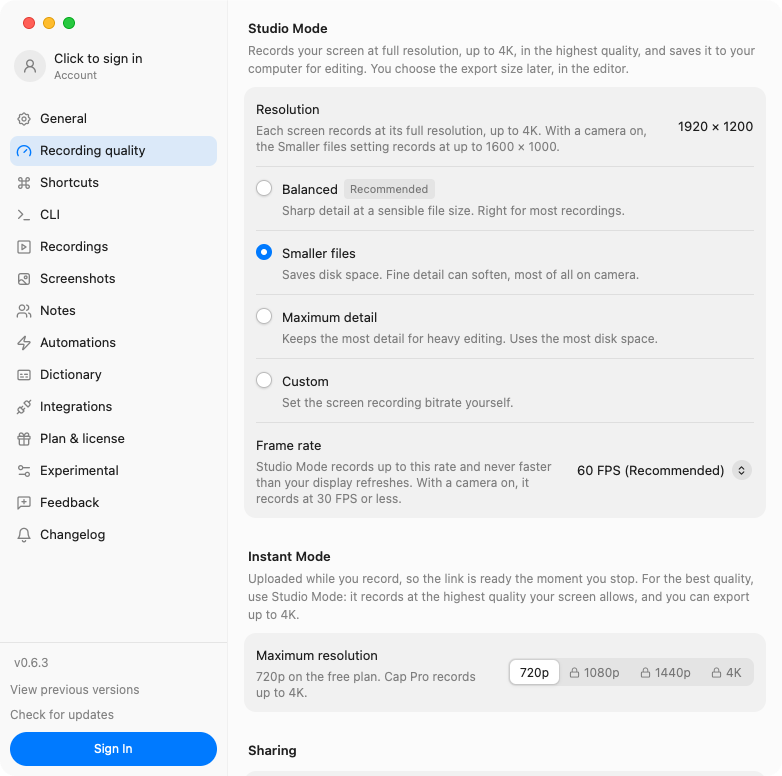 Click to sign in
Account
General
Recording quality
Shortcuts
CLI
Recordings
Screenshots
Notes
Automations
Dictionary
Integrations
Plan & license
Experimental
Feedback
Changelog
v0.6.3
View previous versions
Check for updates
Sign In
Studio Mode
Records your screen at full resolution, up to 4K, in the highest quality, and saves it to your
computer for editing. You choose the export size later, in the editor.
Resolution
Each screen records at its full resolution, up to 4K. With a camera on,
the Smaller files setting records at up to 1600 × 1000.
1920 × 1200
Balanced Recommended
Sharp detail at a sensible file size. Right for most recordings.
Smaller files
Saves disk space. Fine detail can soften, most of all on camera.
Maximum detail
Keeps the most detail for heavy editing. Uses the most disk space.
Custom
Set the screen recording bitrate yourself.
Frame rate
Studio Mode records up to this rate and never faster
than your display refreshes. With a camera on, it
records at 30 FPS or less.
60 FPS (Recommended)
Instant Mode
Uploaded while you record, so the link is ready the moment you stop. For the best quality,
use Studio Mode: it records at the highest quality your screen allows, and you can export
up to 4K.
Maximum resolution
720p on the free plan. Cap Pro records
up to 4K.
720p 1080p 1440p 4K
Sharing